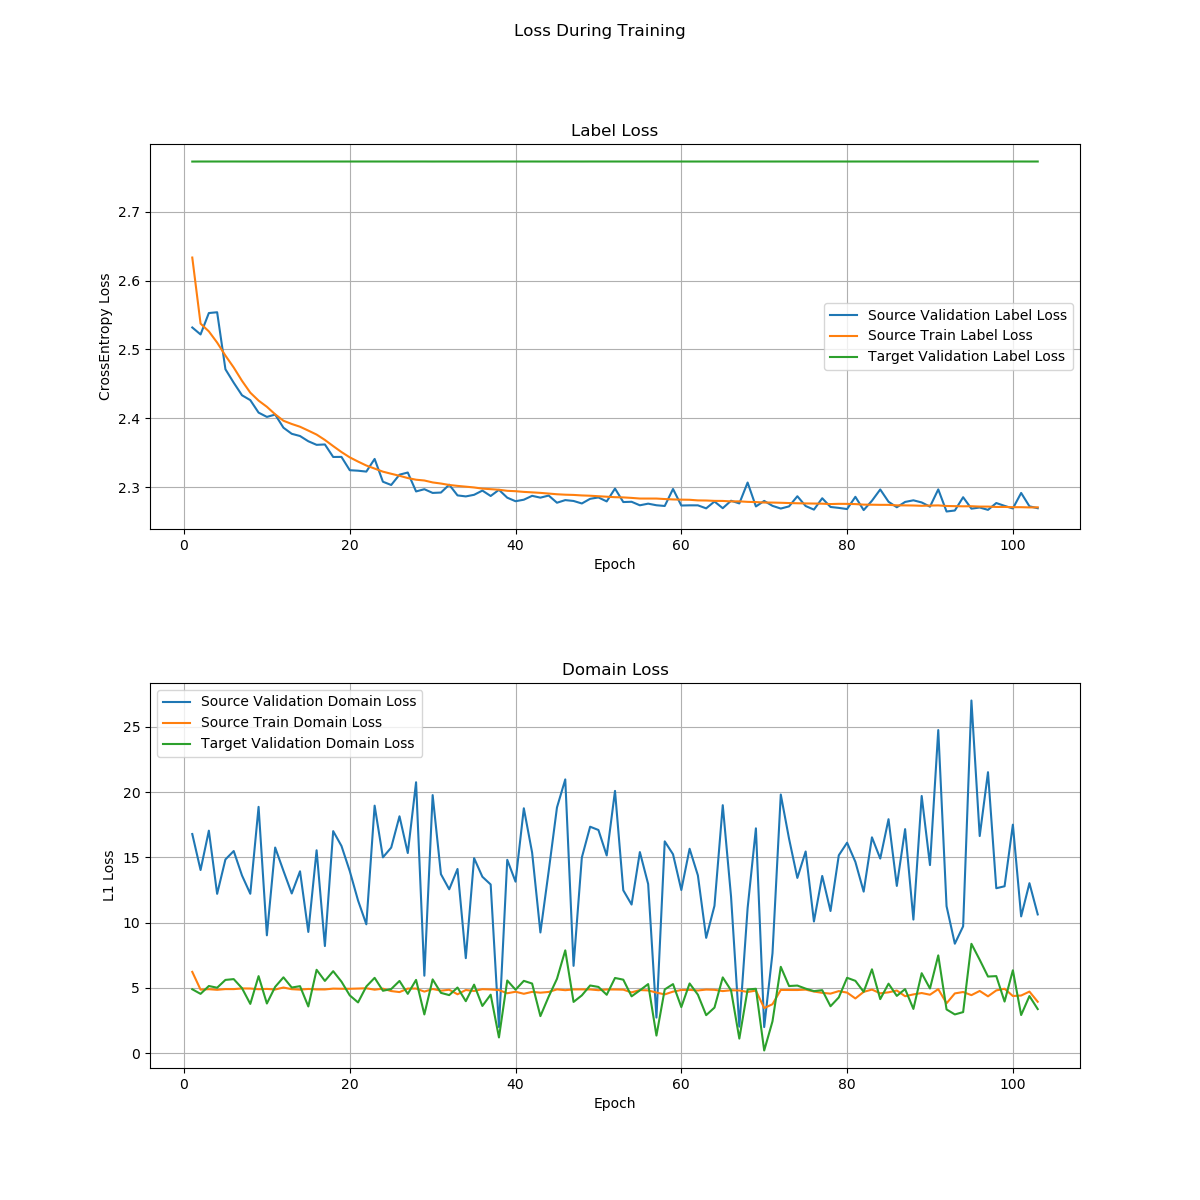 Loss During Training
Label Loss
2.7
2.6
2.5
2.4
2.3
CrossEntropy Loss
Source Validation Label Loss
Source Train Label Loss
Target Validation Label Loss
0 20 40 60 80 100
Epoch
Domain Loss
Source Validation Domain Loss
Source Train Domain Loss
Target Validation Domain Loss
25
20
15
10
5
0
L1 Loss
0 20 40 60 80 100
Epoch